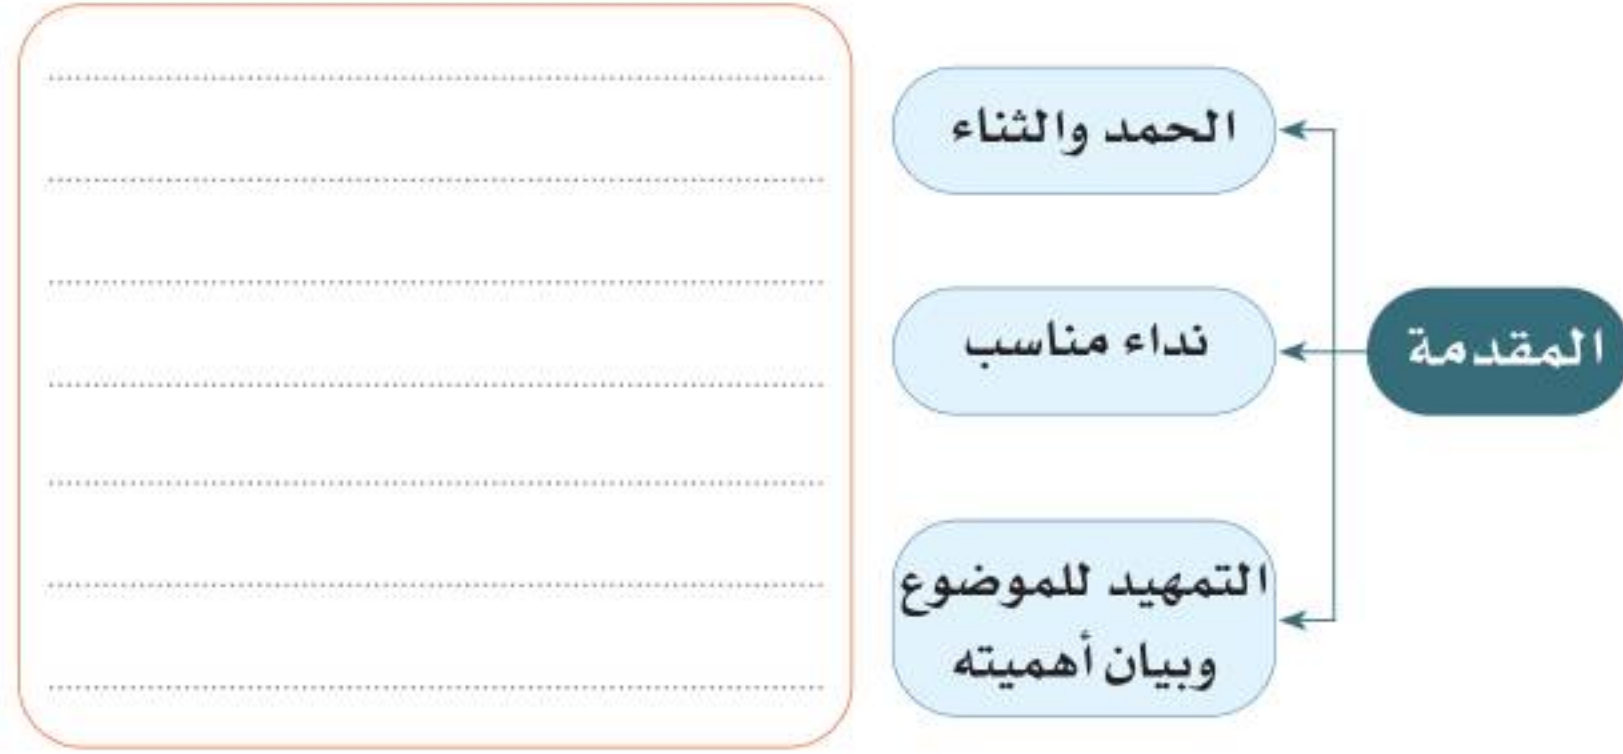 المقدمة
الحمد والثناء
نداء مناسب
التمهيد للموضوع
وبيان أهميته